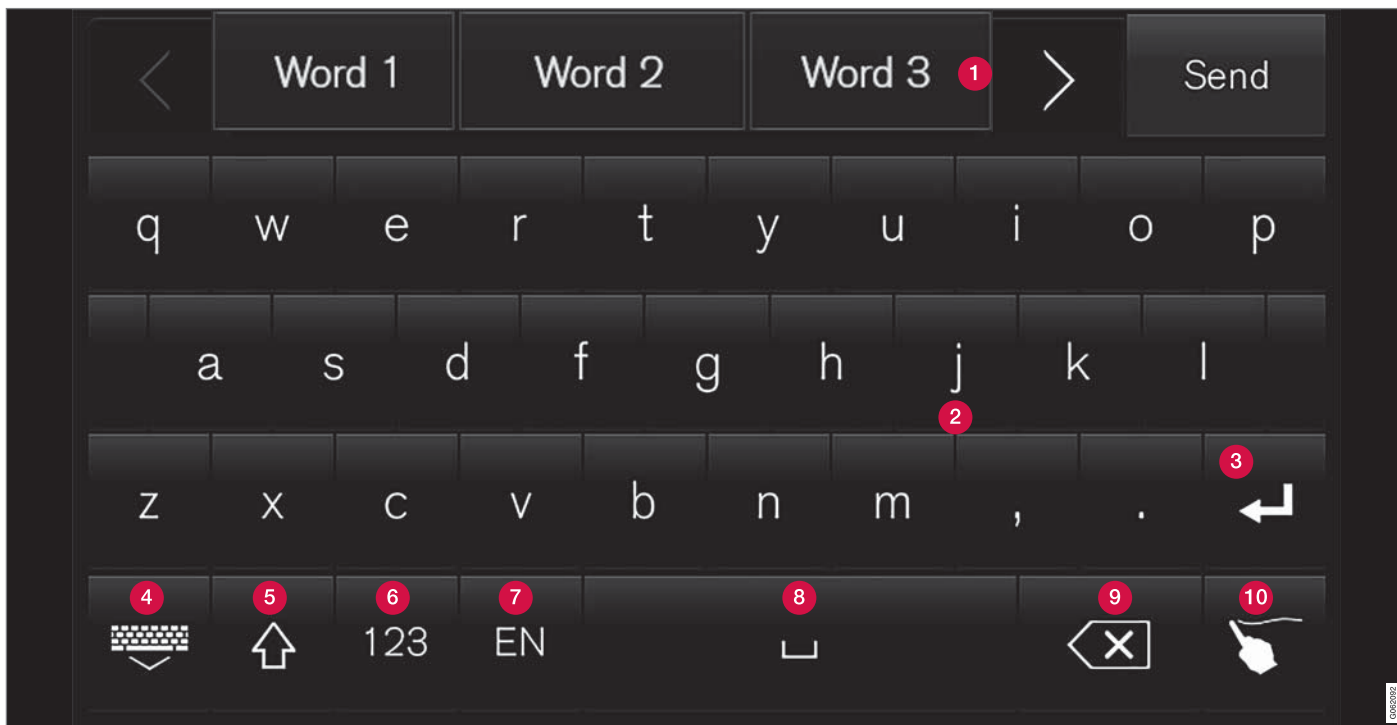 Word 1 Word 2 Word 3 1 Send
q w e r t y u i o p
a s d f g h j k l
2
3
z x c v b n m , .
4 5 6 7 8 9 10
123 EN
G062092